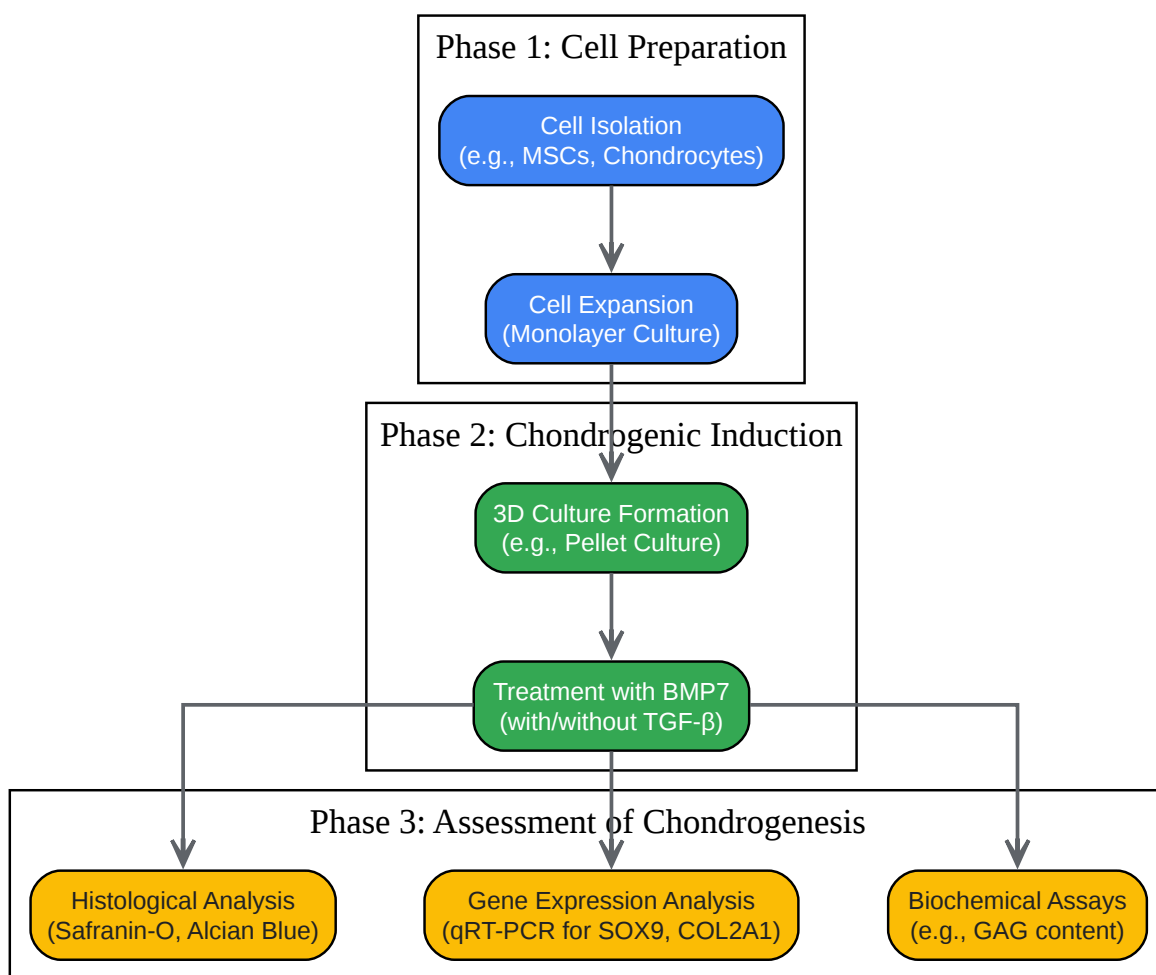 Phase 1: Cell Preparation
Cell Isolation
(e.g., MSCs, Chondrocytes)
Cell Expansion
(Monolayer Culture)
Phase 2: Chondrogenic Induction
3D Culture Formation
(e.g., Pellet Culture)
Treatment with BMP7
(with/without TGF-β)
Phase 3: Assessment of Chondrogenesis
Histological Analysis
(Safranin-O, Alcian Blue)
Gene Expression Analysis
(qRT-PCR for SOX9, COL2A1)
Biochemical Assays
(e.g., GAG content)